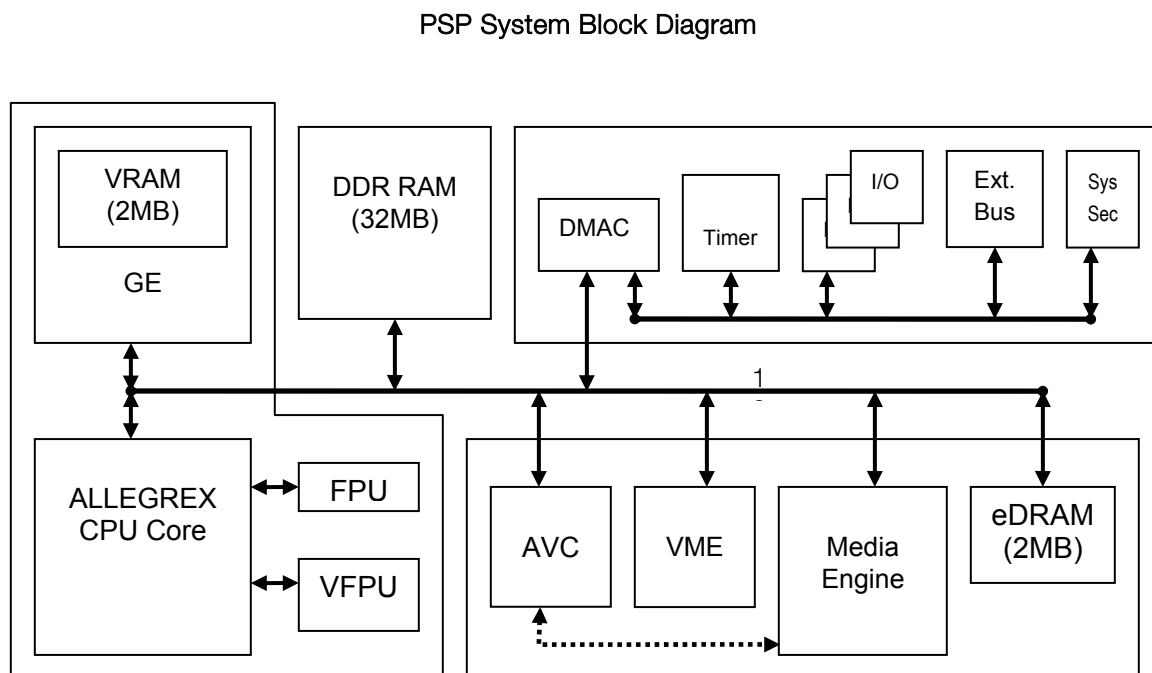 PSP System Block Diagram
VRAM
(2MB)
GE
DDR RAM
(32MB)
DMAC
Timer
I/O
Ext.
Bus
Sys
Sec
ALLEGREX
CPU Core
FPU
VFPU
AVC
VME
Media
Engine
eDRAM
(2MB)